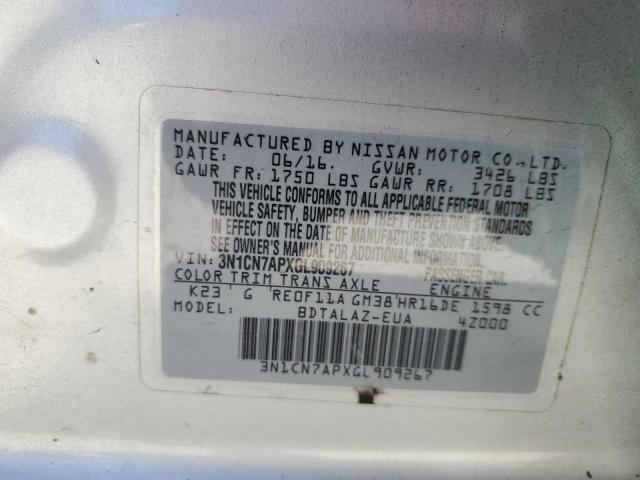 MANUFACTURED BY NISSAN MOTOR CO.,LTD.
DATE: 06/16. GVWR: 3426 LBS
GAWR FR: 1750 LBS GAWR RR: 1708 LBS
THIS VEHICLE CONFORMS TO ALL APPLICABLE FEDERAL MOTOR
VEHICLE SAFETY, BUMPER AND THEFT PREVENTION STANDARDS
IN EFFECT ON THE DATE OF MANUFACTURE SHOWN ABOVE.
SEE OWNER'S MANUAL FOR ADDITIONAL INFORMATION.
VIN: 3N1CN7APXGL909267 PASSENGER CAR
COLOR TRIM TRANS AXLE ENGINE
K23 G RE0F11A GM38 HR16DE 1598 CC
MODEL: BDTALAZ-EUA 4Z000
3N1CN7APXGL909267